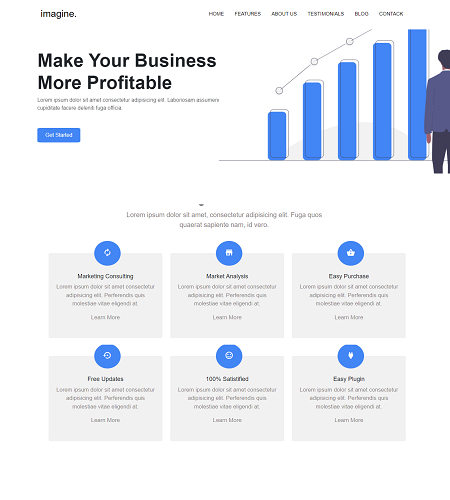 imagine.
HOME FEATURES ABOUT US TESTIMONIALS BLOG CONTACK
Make Your Business
More Profitable
Lorem ipsum dolor sit amet consectetur adipisicing elit. Laboriosam assumenda
cupiditate facere deleniti fuga officia.
Get Started
Lorem ipsum dolor sit amet, consectetur adipisicing elit. Fuga quos
quaerat sapiente nam, id vero.
Marketing Consulting
Lorem ipsum dolor sit amet consectetur
adipisicing elit. Perferendis quis
molestiae vitae eligendi at.
Learn More
Market Analysis
Lorem ipsum dolor sit amet consectetur
adipisicing elit. Perferendis quis
molestiae vitae eligendi at.
Learn More
Easy Purchase
Lorem ipsum dolor sit amet consectetur
adipisicing elit. Perferendis quis
molestiae vitae eligendi at.
Learn More
Free Updates
Lorem ipsum dolor sit amet consectetur
adipisicing elit. Perferendis quis
molestiae vitae eligendi at.
Learn More
100% Satistified
Lorem ipsum dolor sit amet consectetur
adipisicing elit. Perferendis quis
molestiae vitae eligendi at.
Learn More
Easy Plugin
Lorem ipsum dolor sit amet consectetur
adipisicing elit. Perferendis quis
molestiae vitae eligendi at.
Learn More